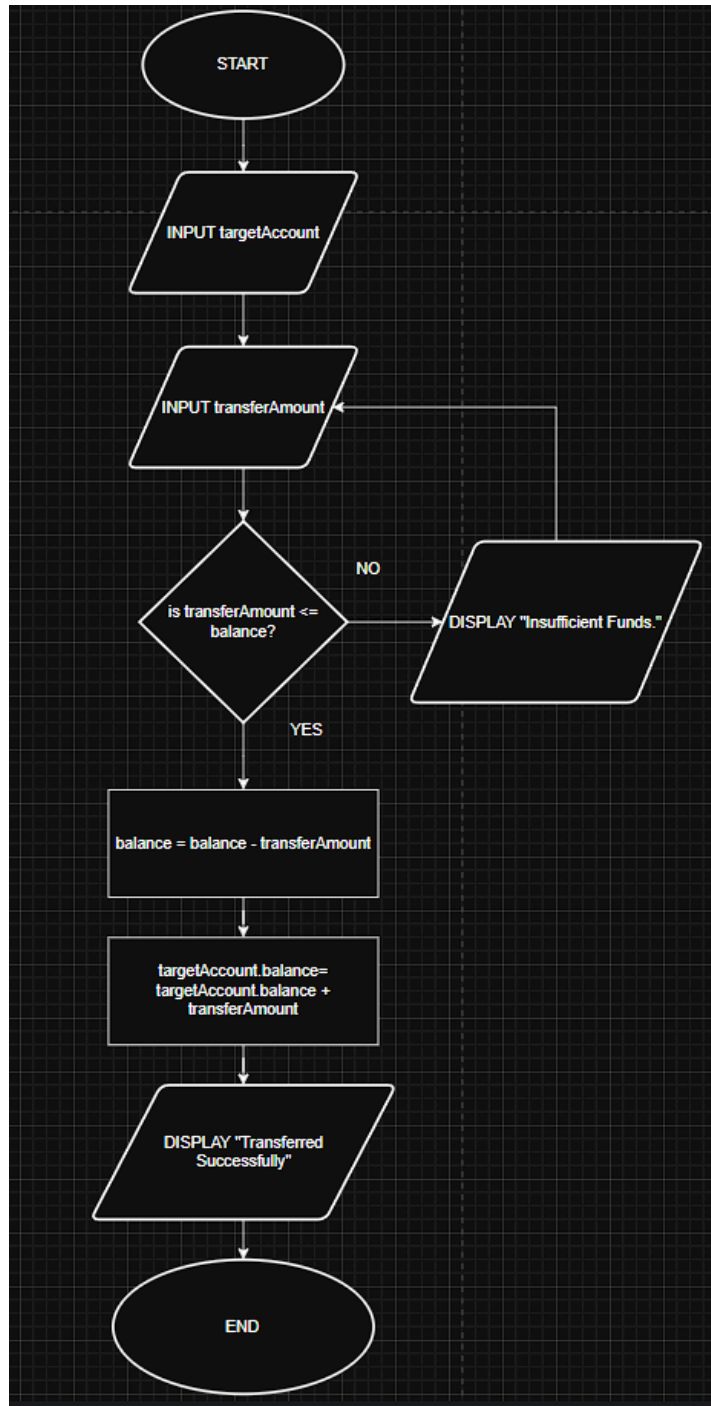 START
INPUT targetAccount
INPUT transferAmount
NO
is transferAmount <=
balance?
DISPLAY "Insufficient Funds."
YES
balance = balance - transferAmount
targetAccount.balance=
targetAccount.balance +
transferAmount
DISPLAY "Transferred
Successfully"
END